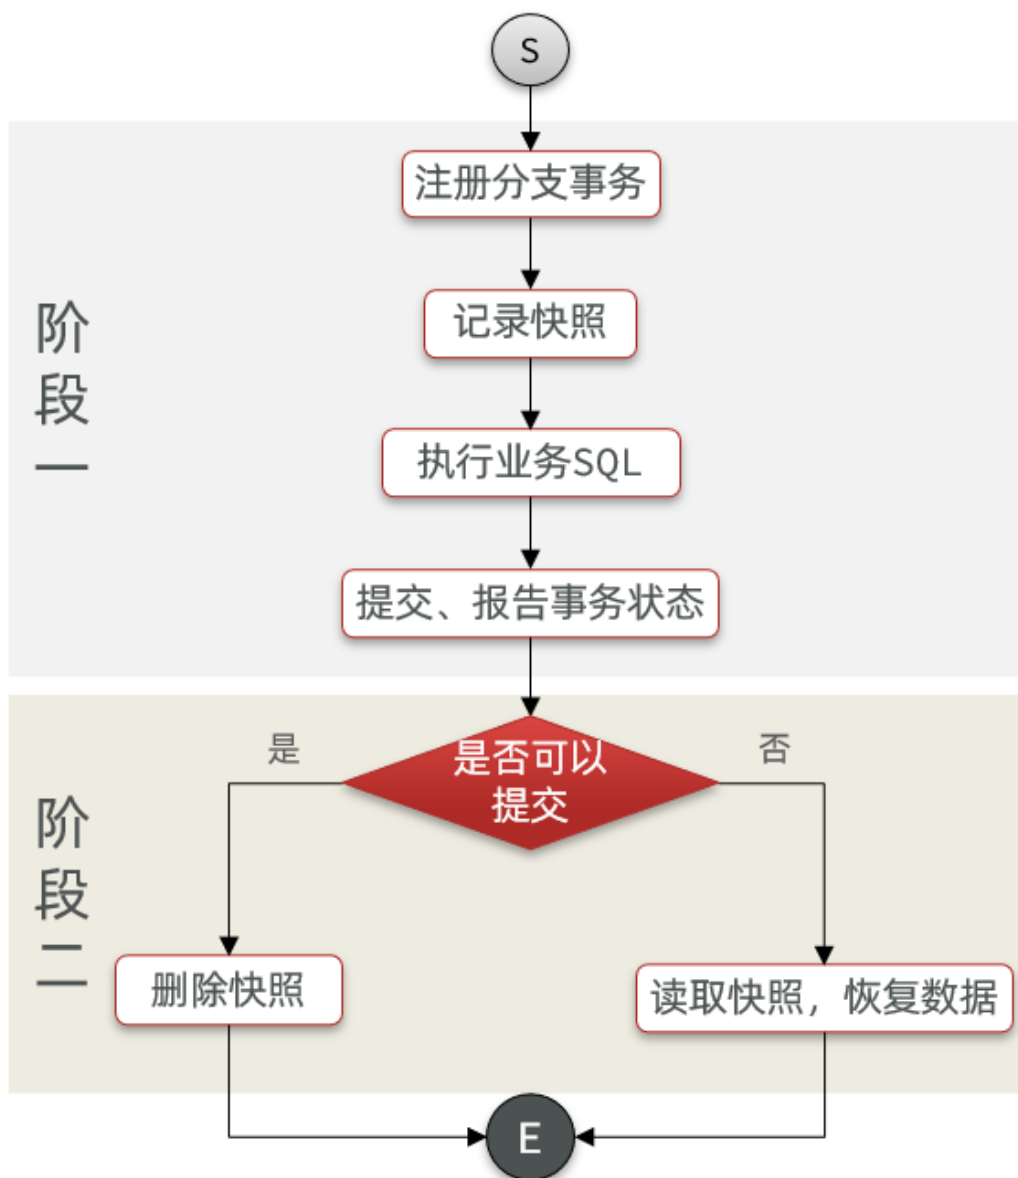 S
注册分支事务
记录快照
阶段一
执行业务SQL
提交、报告事务状态
是否可以
提交
是
否
阶段二
删除快照
读取快照，恢复数据
E